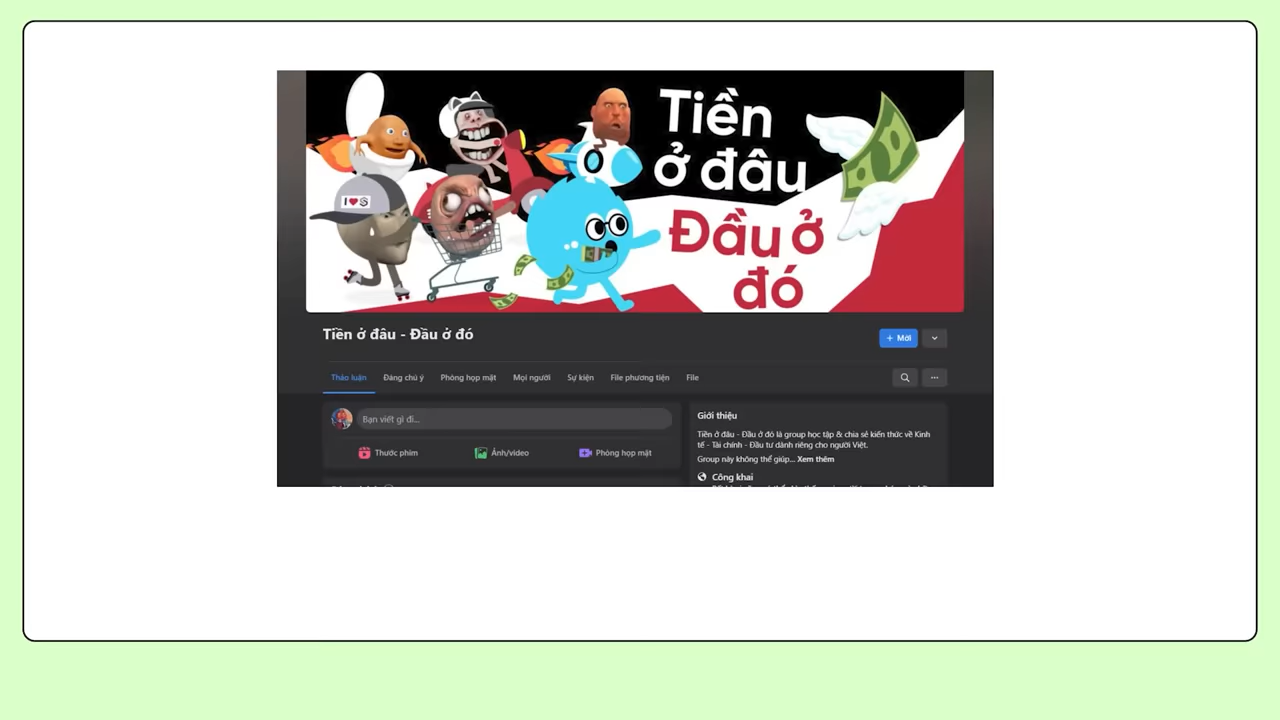 Tiền
ở đâu
Đầu ở
đó
I ❤ S
Tiền ở đâu - Đầu ở đó
+ Mời
Thảo luận Đáng chú ý Phòng họp mặt Mọi người Sự kiện File phương tiện File
Bạn viết gì đi...
Thước phim Ảnh/video Phòng họp mặt
Giới thiệu
Tiền ở đâu - Đầu ở đó là group học tập & chia sẻ kiến thức về Kinh
tế - Tài chính - Đầu tư dành riêng cho người Việt.
Group này không thể giúp... Xem thêm
Công khai